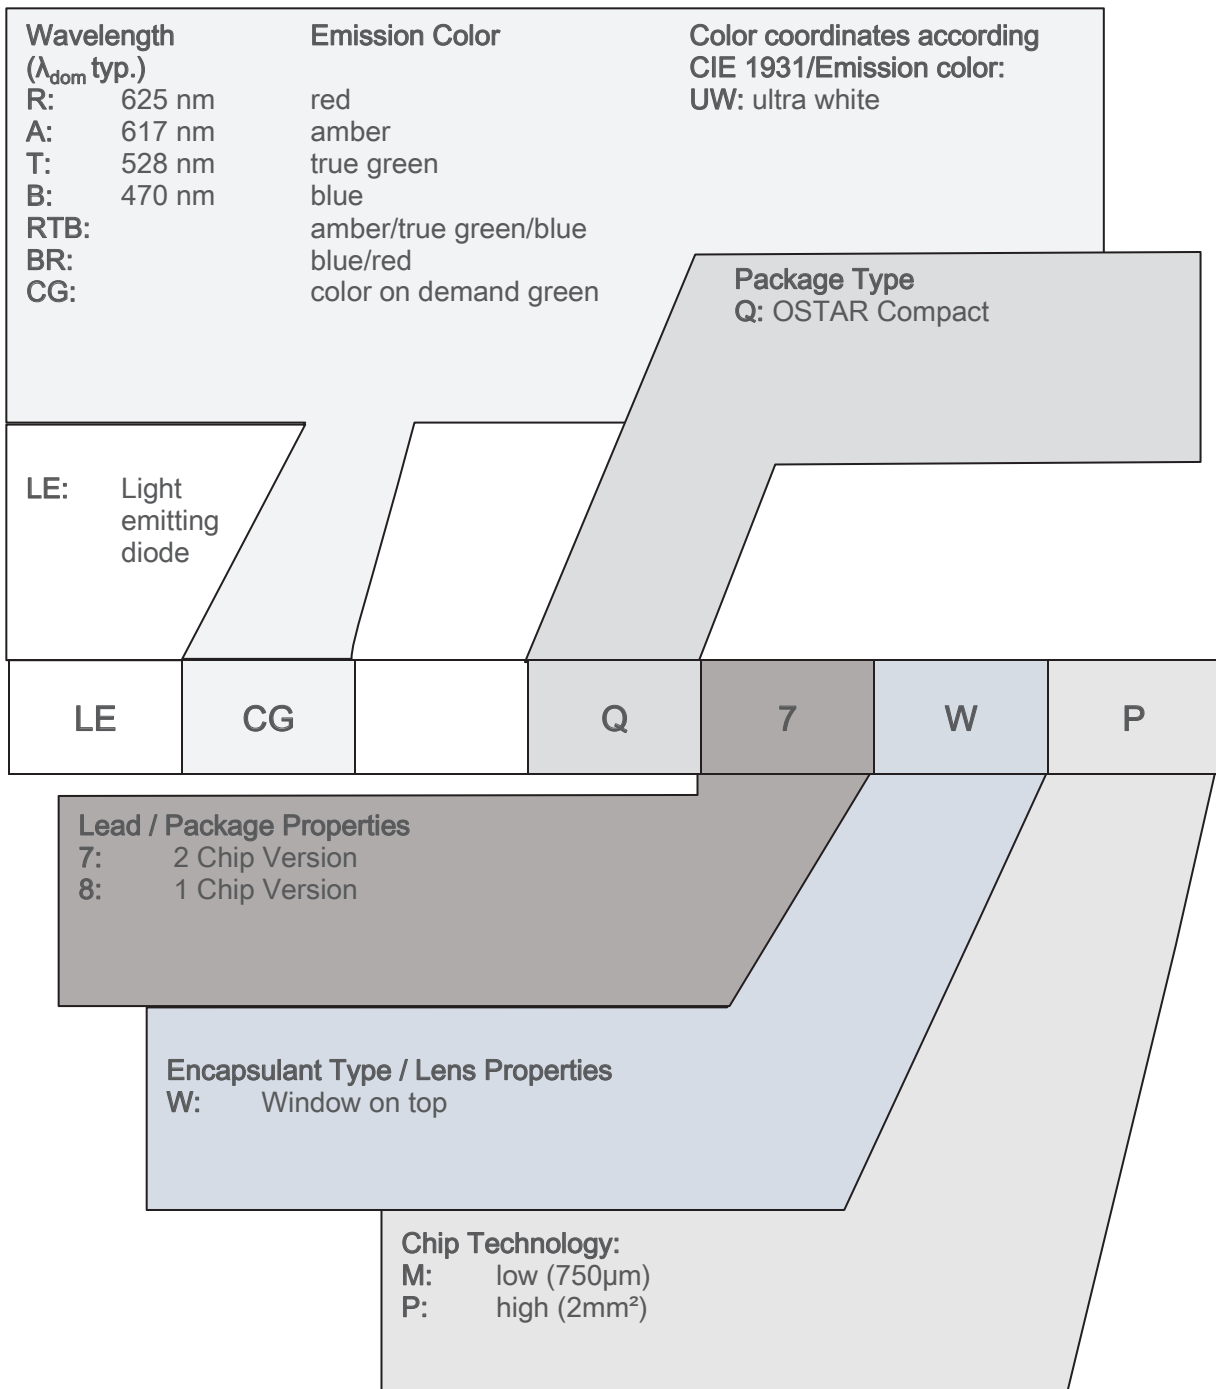 Wavelength Emission Color Color coordinates according
(λdom typ.) CIE 1931/Emission color:
R: 625 nm red UW: ultra white
A: 617 nm amber
T: 528 nm true green
B: 470 nm blue
RTB: amber/true green/blue
BR: blue/red
CG: color on demand green
Package Type
Q: OSTAR Compact
LE: Light
emitting
diode
LE CG Q 7 W P
Lead / Package Properties
7: 2 Chip Version
8: 1 Chip Version
Encapsulant Type / Lens Properties
W: Window on top
Chip Technology:
M: low (750µm)
P: high (2mm²)